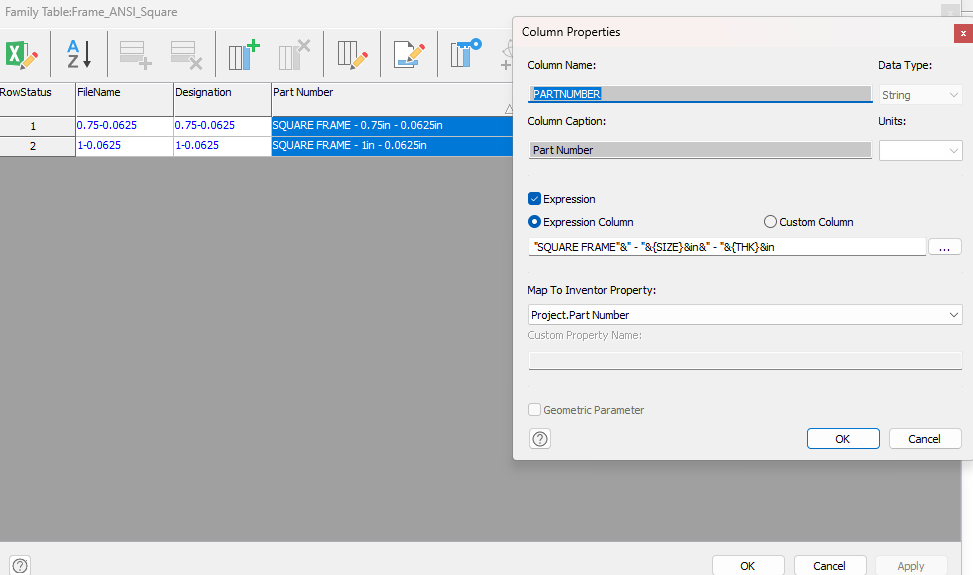 Family Table:Frame_ANSI_Square
Column Properties
x
A
Z
Column Name:
Data Type:
PARTNUMBER
String
RowStatus FileName Designation Part Number
Column Caption:
Units:
1 0.75-0.0625 0.75-0.0625 SQUARE FRAME - 0.75in - 0.0625in
2 1-0.0625 1-0.0625 SQUARE FRAME - 1in - 0.0625in
Part Number
Expression
Expression Column
Custom Column
"SQUARE FRAME"&" - "&{SIZE}&in&" - "&{THK}&in
...
Map To Inventor Property:
Project.Part Number
Custom Property Name:
Geometric Parameter
?
OK
Cancel
?
OK
Cancel
Apply